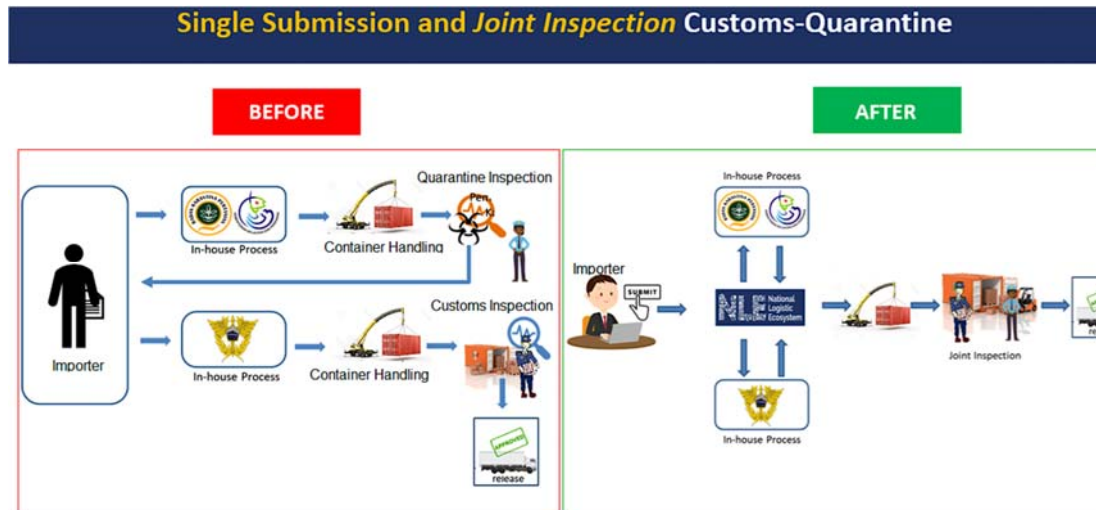 Single Submission and Joint Inspection Customs-Quarantine
BEFORE
AFTER
Quarantine Inspection
In-house Process
Container Handling
Importer
Customs Inspection
In-house Process
Container Handling
APPROVED
release
In-house Process
Importer
SUBMIT
NLE
National
Logistic
Ecosystem
Joint Inspection
In-house Process